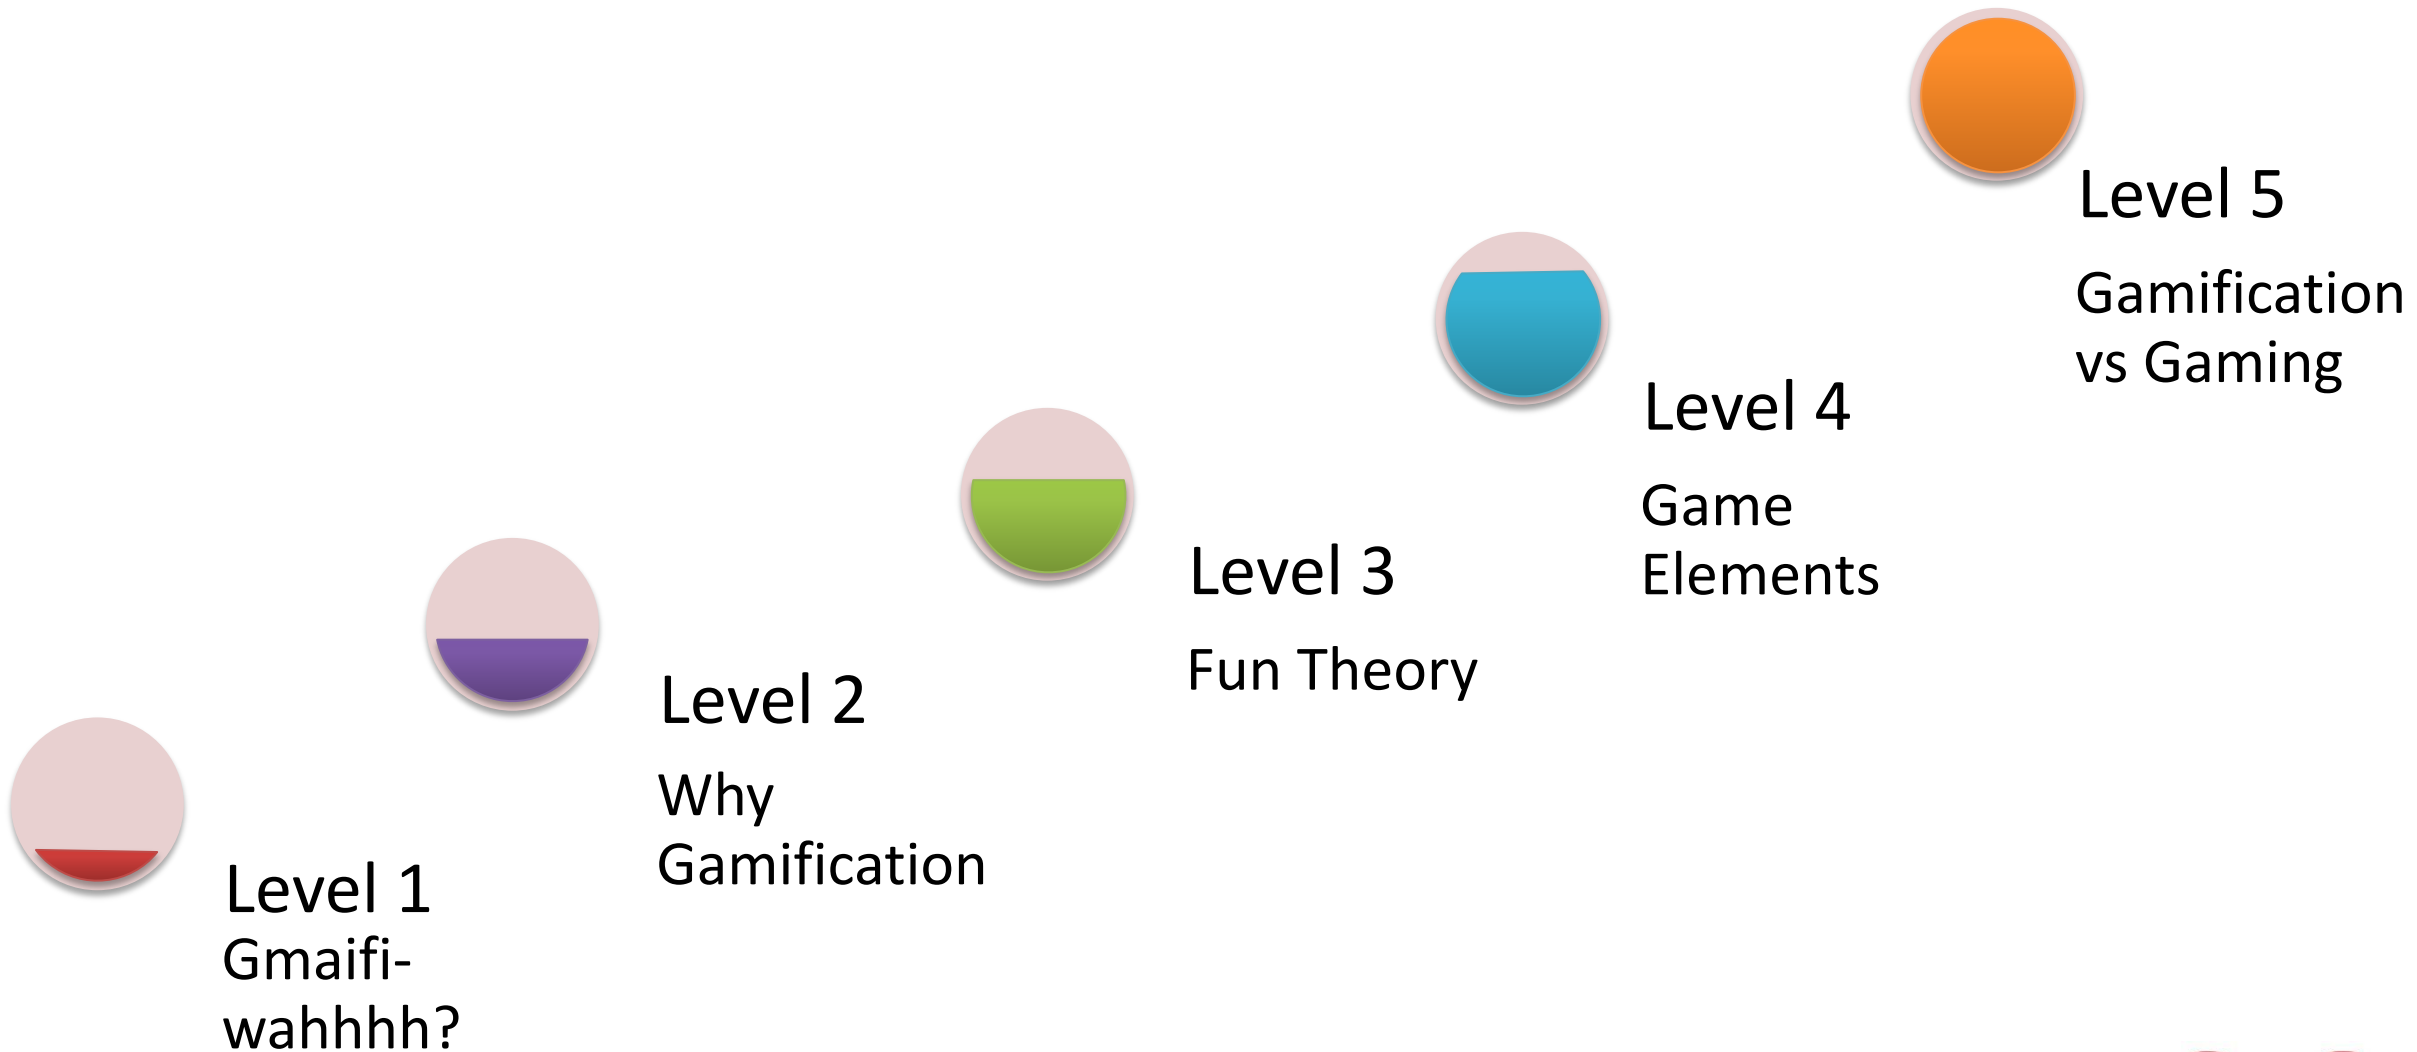 Level 1
Gmaifi-
wahhhh?
Level 2
Why
Gamification
Level 3
Fun Theory
Level 4
Game
Elements
Level 5
Gamification
vs Gaming